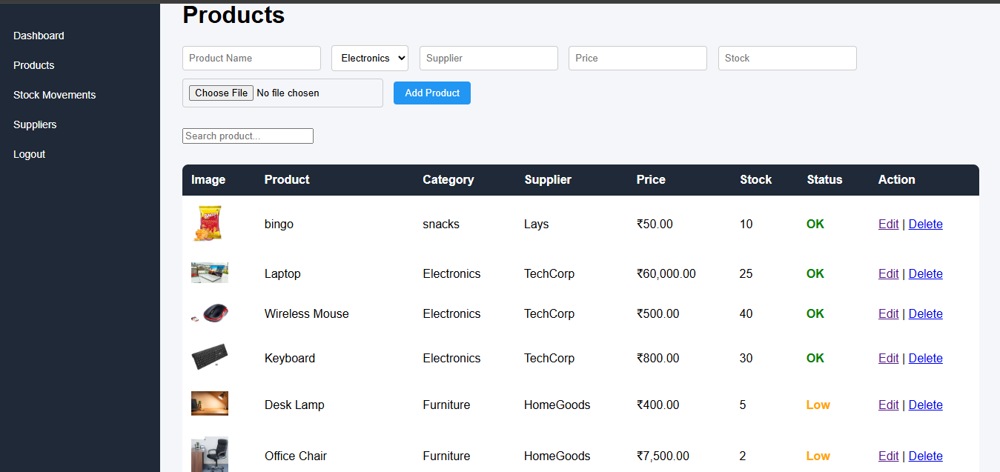 Products
Dashboard
Products
Stock Movements
Suppliers
Logout
Product Name Electronics Supplier Price Stock
Choose File No file chosen Add Product
Search product...
Image Product Category Supplier Price Stock Status Action
bingo snacks Lays ₹50.00 10 OK Edit | Delete
Laptop Electronics TechCorp ₹60,000.00 25 OK Edit | Delete
Wireless Mouse Electronics TechCorp ₹500.00 40 OK Edit | Delete
Keyboard Electronics TechCorp ₹800.00 30 OK Edit | Delete
Desk Lamp Furniture HomeGoods ₹400.00 5 Low Edit | Delete
Office Chair Furniture HomeGoods ₹7,500.00 2 Low Edit | Delete